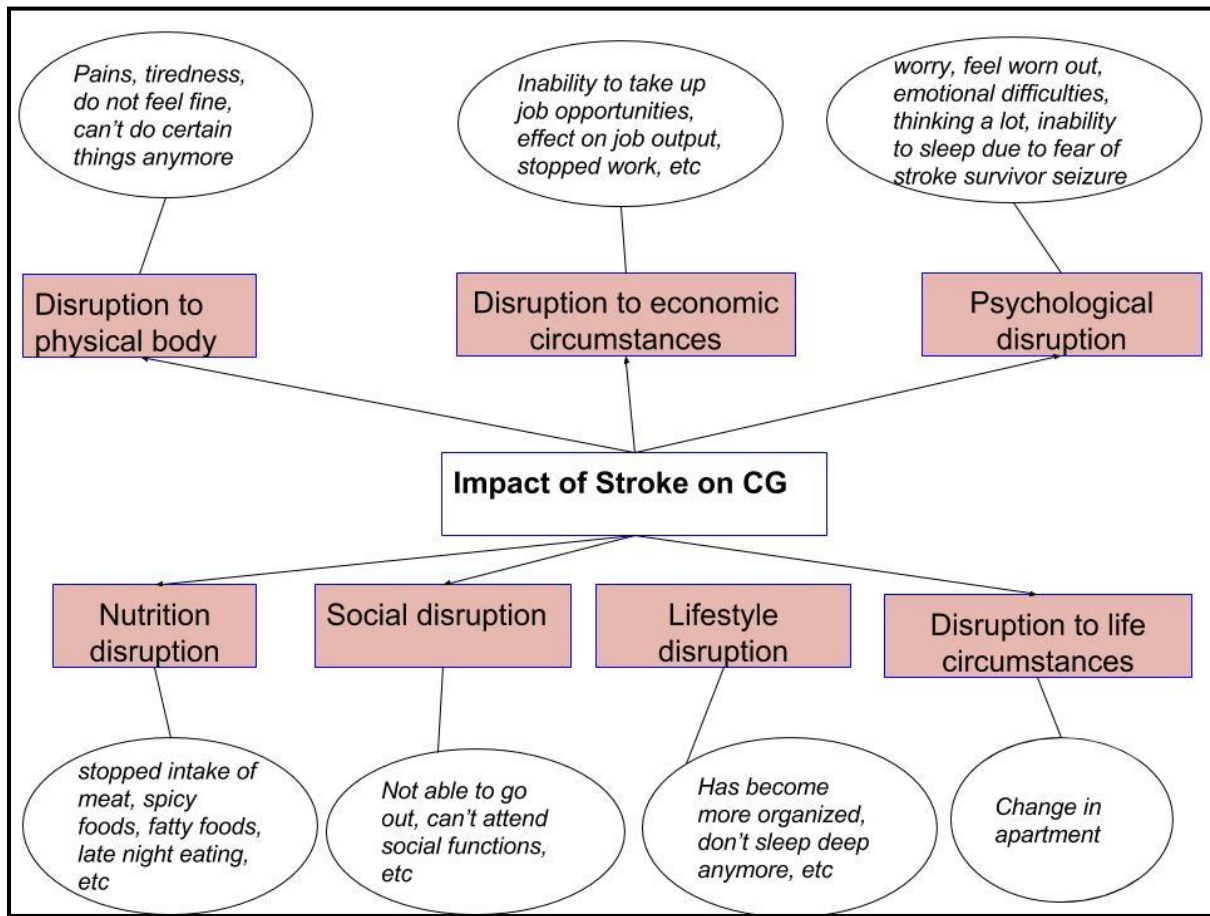 Pains, tiredness,
do not feel fine,
can't do certain
things anymore
Inability to take up
job opportunities,
effect on job output,
stopped work, etc
worry, feel worn out,
emotional difficulties,
thinking a lot, inability
to sleep due to fear of
stroke survivor seizure
Disruption to
physical body
Disruption to economic
circumstances
Psychological
disruption
Impact of Stroke on CG
Nutrition
disruption
Social disruption
Lifestyle
disruption
Disruption to life
circumstances
stopped intake of
meat, spicy
foods, fatty foods,
late night eating,
etc
Not able to go
out, can't attend
social functions,
etc
Has become
more organized,
don't sleep deep
anymore, etc
Change in
apartment